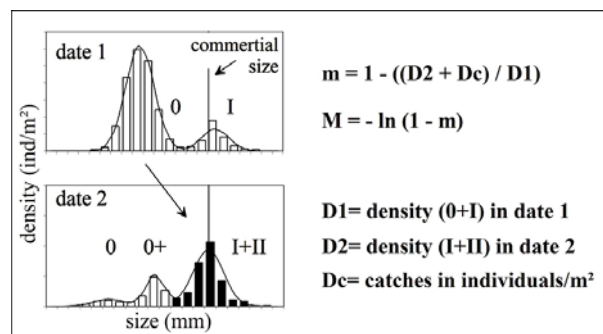 date 1
commertial
size
0
I
density (ind/m²)
date 2
0
0+
I+II
size (mm)
m = 1 - ((D2 + Dc) / D1)
M = - ln (1 - m)
D1= density (0+I) in date 1
D2= density (I+II) in date 2
Dc= catches in individuals/m²